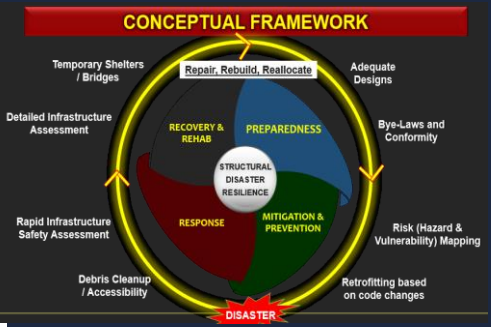 CONCEPTUAL FRAMEWORK
Temporary Shelters
/ Bridges
Repair, Rebuild, Reallocate
Adequate
Designs
Detailed Infrastructure
Assessment
RECOVERY &
REHAB
PREPAREDNESS
Bye-Laws and
Conformity
STRUCTURAL
DISASTER
RESILIENCE
Rapid Infrastructure
Safety Assessment
RESPONSE
MITIGATION &
PREVENTION
Risk (Hazard &
Vulnerability) Mapping
Debris Cleanup
/ Accessibility
Retrofitting based
on code changes
DISASTER